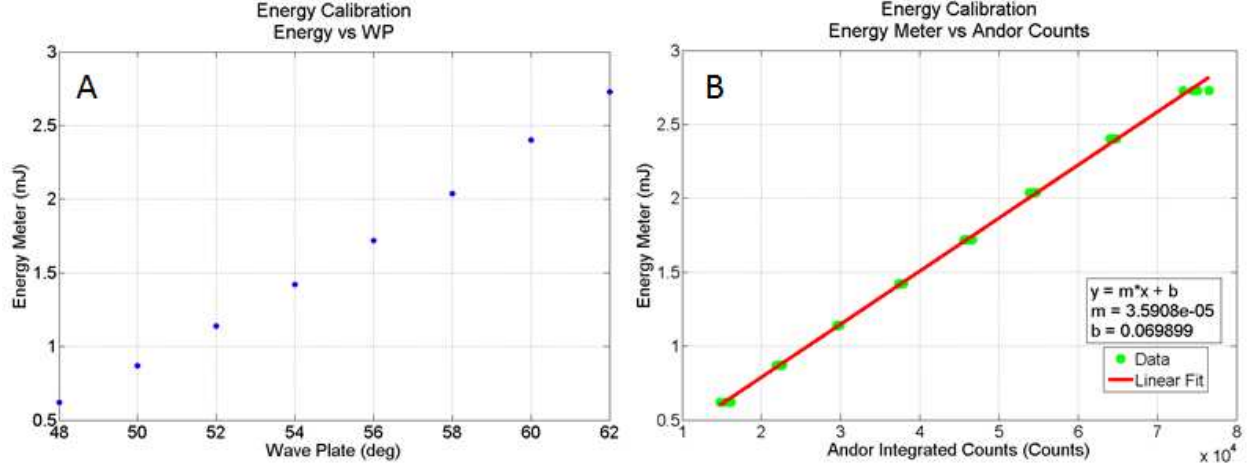 Energy Calibration
Energy vs WP
A
3
2.5
2
1.5
1
0.5
Energy Meter (mJ)
48 50 52 54 56 58 60 62
Wave Plate (deg)
Energy Calibration
Energy Meter vs Andor Counts
B
3
2.5
2
1.5
1
0.5
Energy Meter (mJ)
y = m*x + b
m = 3.5908e-05
b = 0.069899
Data
Linear Fit
1 2 3 4 5 6 7 8
Andor Integrated Counts (Counts)
x 10^4